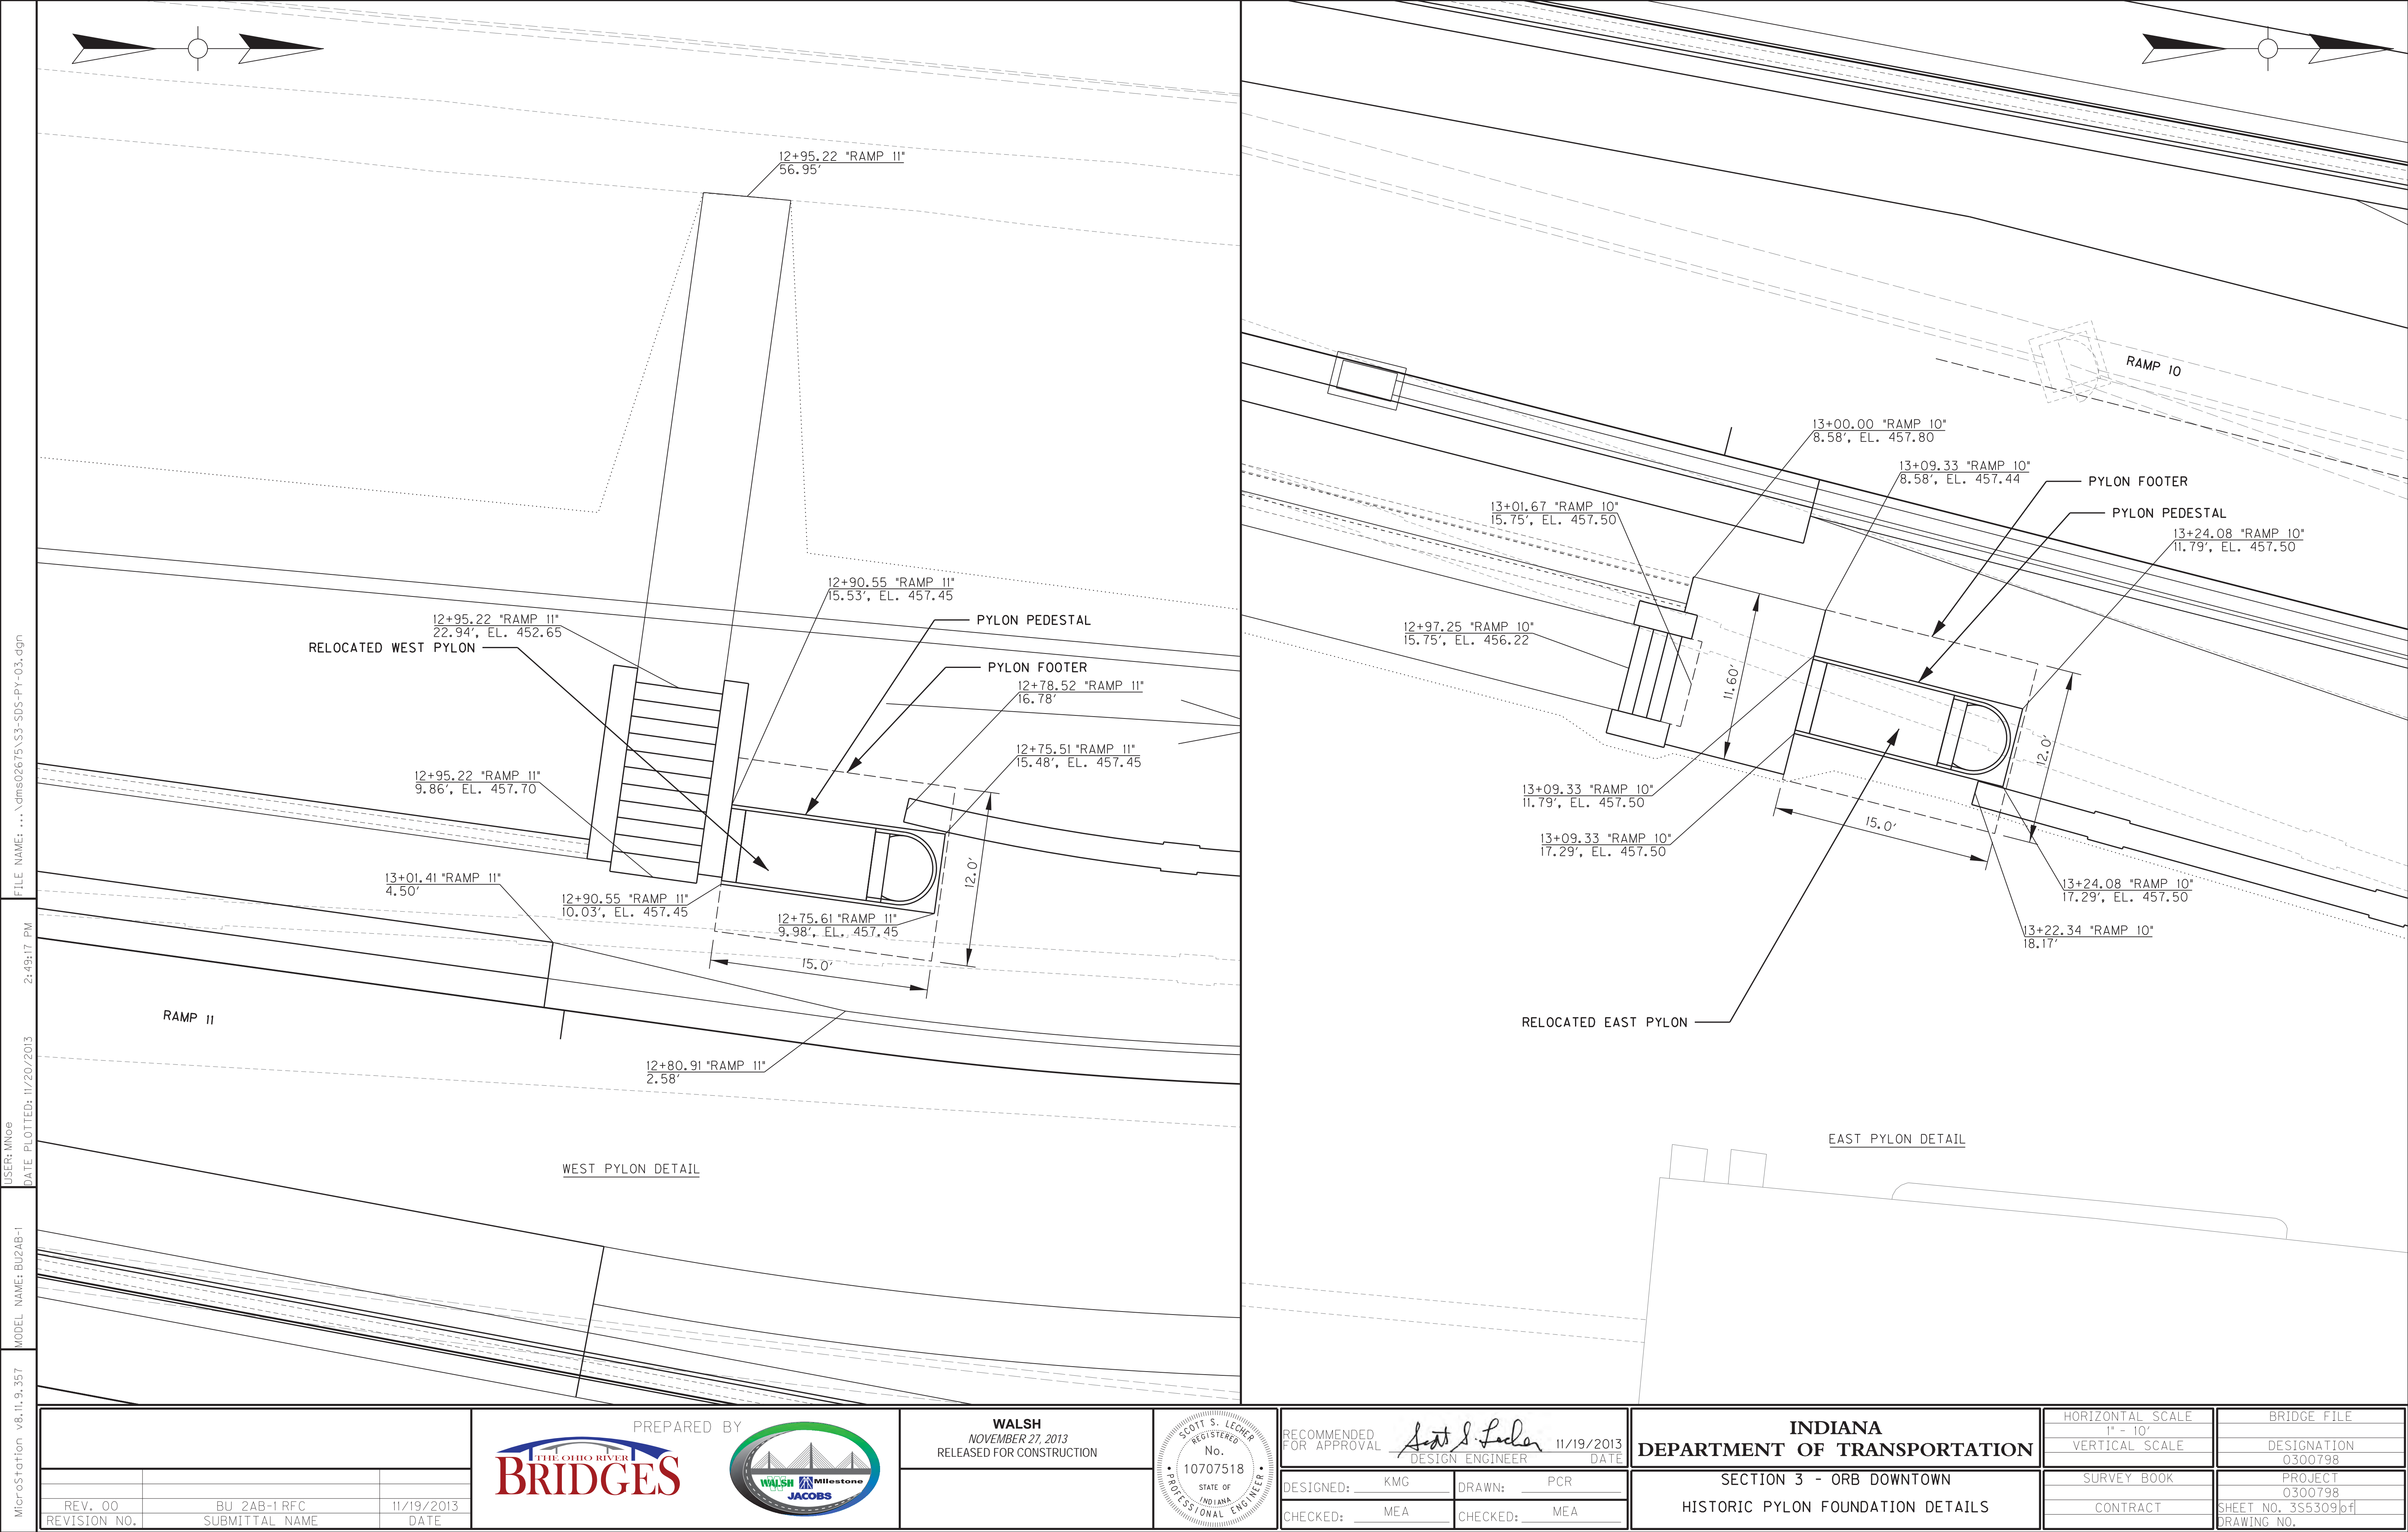 12+95.22 "RAMP 11"
56.95'
12+90.55 "RAMP 11"
15.53', EL. 457.45
12+95.22 "RAMP 11"
22.94', EL. 452.65
RELOCATED WEST PYLON
PYLON PEDESTAL
PYLON FOOTER
12+78.52 "RAMP 11"
16.78'
12+75.51 "RAMP 11"
15.48', EL. 457.45
12+95.22 "RAMP 11"
9.86', EL. 457.70
13+01.41 "RAMP 11"
4.50'
12+90.55 "RAMP 11"
10.03', EL. 457.45
12+75.61 "RAMP 11"
9.98', EL. 457.45
12.0'
15.0'
RAMP 11
12+80.91 "RAMP 11"
2.58'
WEST PYLON DETAIL
RAMP 10
13+00.00 "RAMP 10"
8.58', EL. 457.80
13+09.33 "RAMP 10"
8.58', EL. 457.44
PYLON FOOTER
PYLON PEDESTAL
13+01.67 "RAMP 10"
15.75', EL. 457.50
13+24.08 "RAMP 10"
11.79', EL. 457.50
12+97.25 "RAMP 10"
15.75', EL. 456.22
11.60'
12.0'
13+09.33 "RAMP 10"
11.79', EL. 457.50
15.0'
13+09.33 "RAMP 10"
17.29', EL. 457.50
13+24.08 "RAMP 10"
17.29', EL. 457.50
13+22.34 "RAMP 10"
18.17'
RELOCATED EAST PYLON
EAST PYLON DETAIL
FILE NAME: ...\dms02675\S3-SDS-PY-03.dgn
2:49:17 PM
DATE PLOTTED: 11/20/2013
USER: MNoe
MODEL NAME: BU2AB-1
MicroStation v8.11.9.357
REV. 00 BU 2AB-1 RFC 11/19/2013
REVISION NO. SUBMITTAL NAME DATE
PREPARED BY
THE OHIO RIVER
BRIDGES
WALSH Milestone
JACOBS
WALSH
NOVEMBER 27, 2013
RELEASED FOR CONSTRUCTION
SCOTT S. LECHER
REGISTERED
No.
10707518
STATE OF
INDIANA
PROFESSIONAL ENGINEER
RECOMMENDED
FOR APPROVAL
Scott S. Lecher 11/19/2013
DESIGN ENGINEER DATE
DESIGNED: KMG DRAWN: PCR
CHECKED: MEA CHECKED: MEA
INDIANA
DEPARTMENT OF TRANSPORTATION
SECTION 3 - ORB DOWNTOWN
HISTORIC PYLON FOUNDATION DETAILS
HORIZONTAL SCALE
1" - 10'
VERTICAL SCALE
SURVEY BOOK
CONTRACT
BRIDGE FILE
DESIGNATION
0300798
PROJECT
0300798
SHEET NO. 3S5309 of
DRAWING NO.